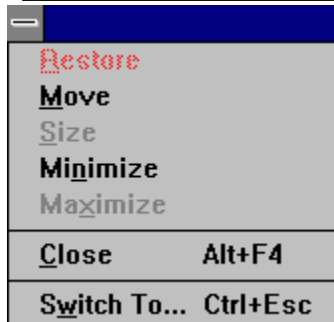 Restore
Move
Size
Minimize
Maximize
Close Alt+F4
Switch To... Ctrl+Esc